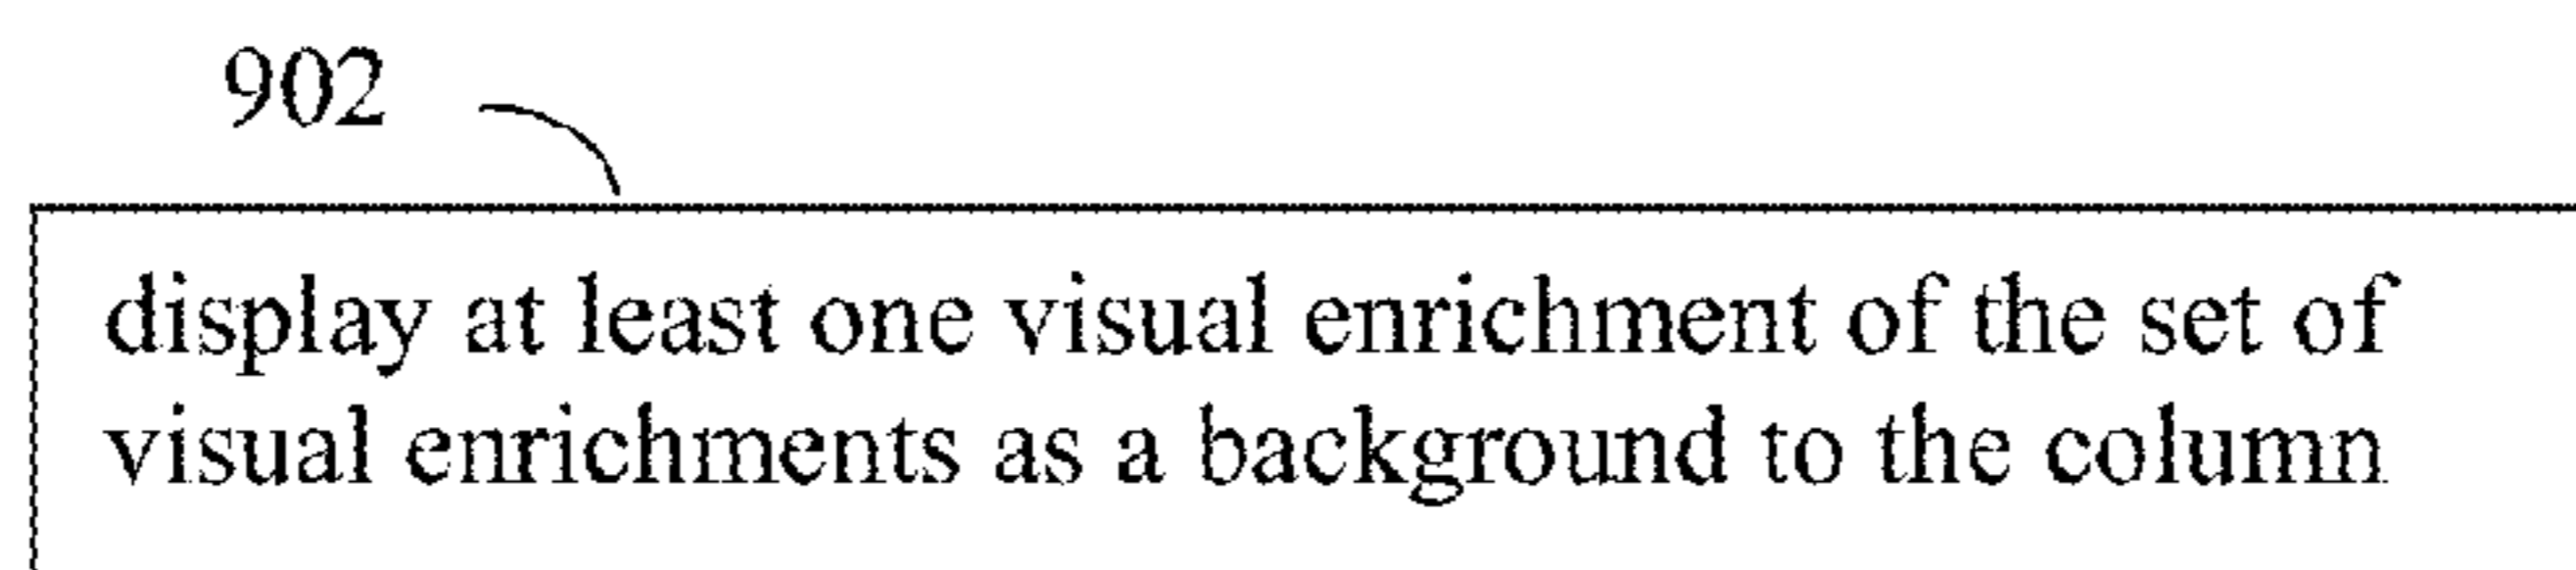 902
display at least one visual enrichment of the set of
visual enrichments as a background to the column